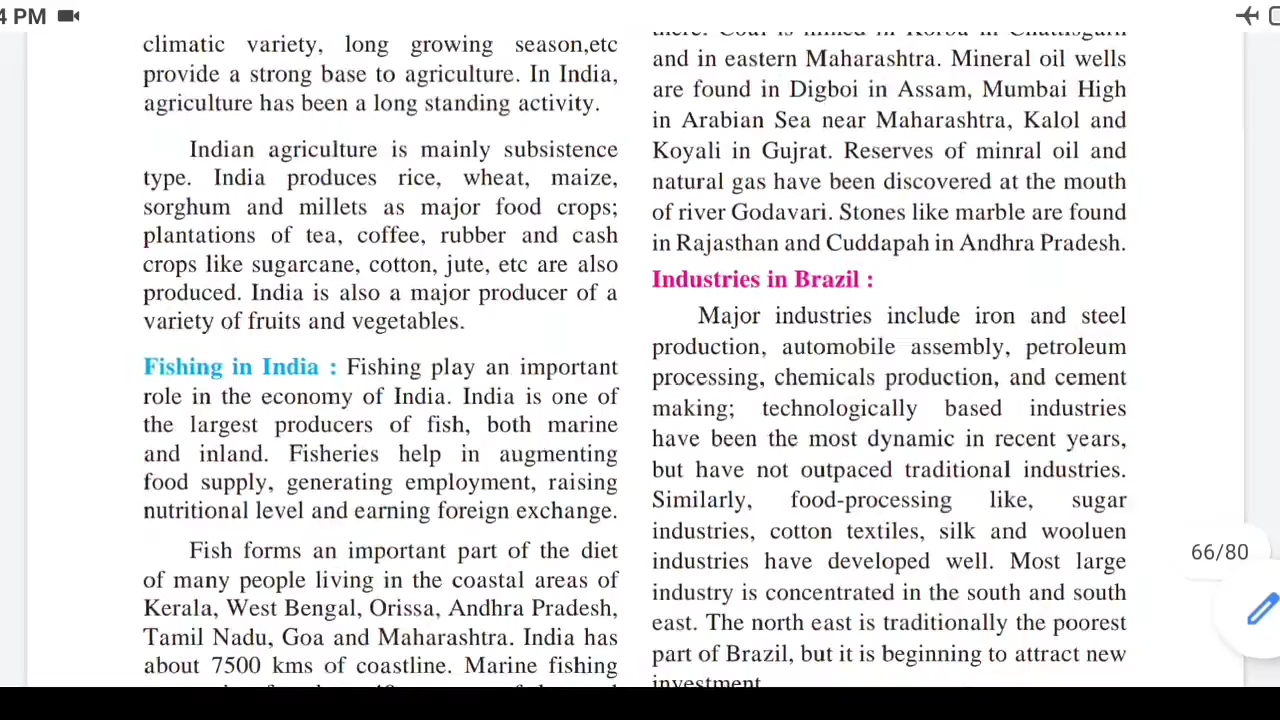 4 PM
climatic variety, long growing season,etc
provide a strong base to agriculture. In India,
agriculture has been a long standing activity.
Indian agriculture is mainly subsistence
type. India produces rice, wheat, maize,
sorghum and millets as major food crops;
plantations of tea, coffee, rubber and cash
crops like sugarcane, cotton, jute, etc are also
produced. India is also a major producer of a
variety of fruits and vegetables.
Fishing in India : Fishing play an important
role in the economy of India. India is one of
the largest producers of fish, both marine
and inland. Fisheries help in augmenting
food supply, generating employment, raising
nutritional level and earning foreign exchange.
Fish forms an important part of the diet
of many people living in the coastal areas of
Kerala, West Bengal, Orissa, Andhra Pradesh,
Tamil Nadu, Goa and Maharashtra. India has
about 7500 kms of coastline. Marine fishing
there. Coal is mined in Korba in Chattisgarh
and in eastern Maharashtra. Mineral oil wells
are found in Digboi in Assam, Mumbai High
in Arabian Sea near Maharashtra, Kalol and
Koyali in Gujrat. Reserves of minral oil and
natural gas have been discovered at the mouth
of river Godavari. Stones like marble are found
in Rajasthan and Cuddapah in Andhra Pradesh.
Industries in Brazil :
Major industries include iron and steel
production, automobile assembly, petroleum
processing, chemicals production, and cement
making; technologically based industries
have been the most dynamic in recent years,
but have not outpaced traditional industries.
Similarly, food-processing like, sugar
industries, cotton textiles, silk and wooluen
industries have developed well. Most large
industry is concentrated in the south and south
east. The north east is traditionally the poorest
part of Brazil, but it is beginning to attract new
investment
66/80